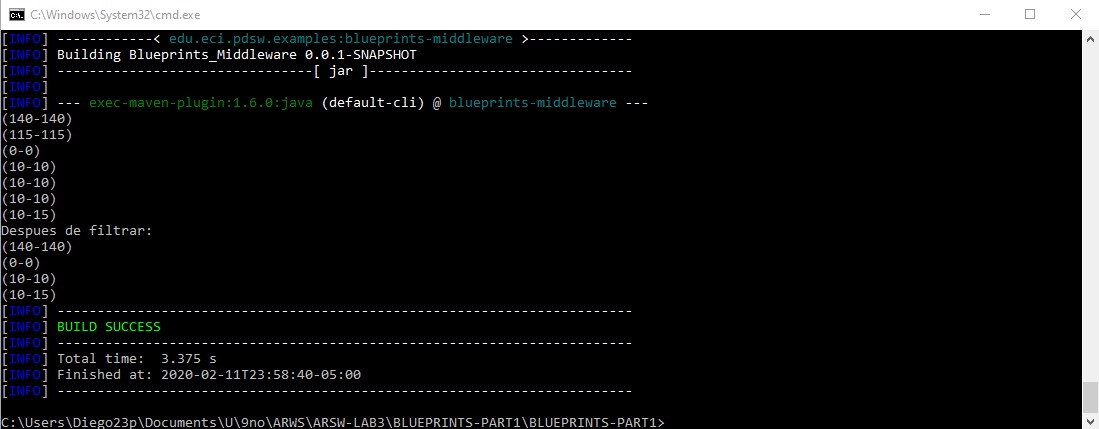 C:\Windows\System32\cmd.exe
[INFO] ------------< edu.eci.pdsw.examples:blueprints-middleware >-------------
[INFO] Building Blueprints_Middleware 0.0.1-SNAPSHOT
[INFO] --------------------------------[ jar ]---------------------------------
[INFO]
[INFO] --- exec-maven-plugin:1.6.0:java (default-cli) @ blueprints-middleware ---
(140-140)
(115-115)
(0-0)
(10-10)
(10-10)
(10-10)
(10-15)
Despues de filtrar:
(140-140)
(0-0)
(10-10)
(10-15)
[INFO] ------------------------------------------------------------------------
[INFO] BUILD SUCCESS
[INFO] ------------------------------------------------------------------------
[INFO] Total time:  3.375 s
[INFO] Finished at: 2020-02-11T23:58:40-05:00
[INFO] ------------------------------------------------------------------------
C:\Users\Diego23p\Documents\U\9no\ARWS\ARSW-LAB3\BLUEPRINTS-PART1\BLUEPRINTS-PART1>